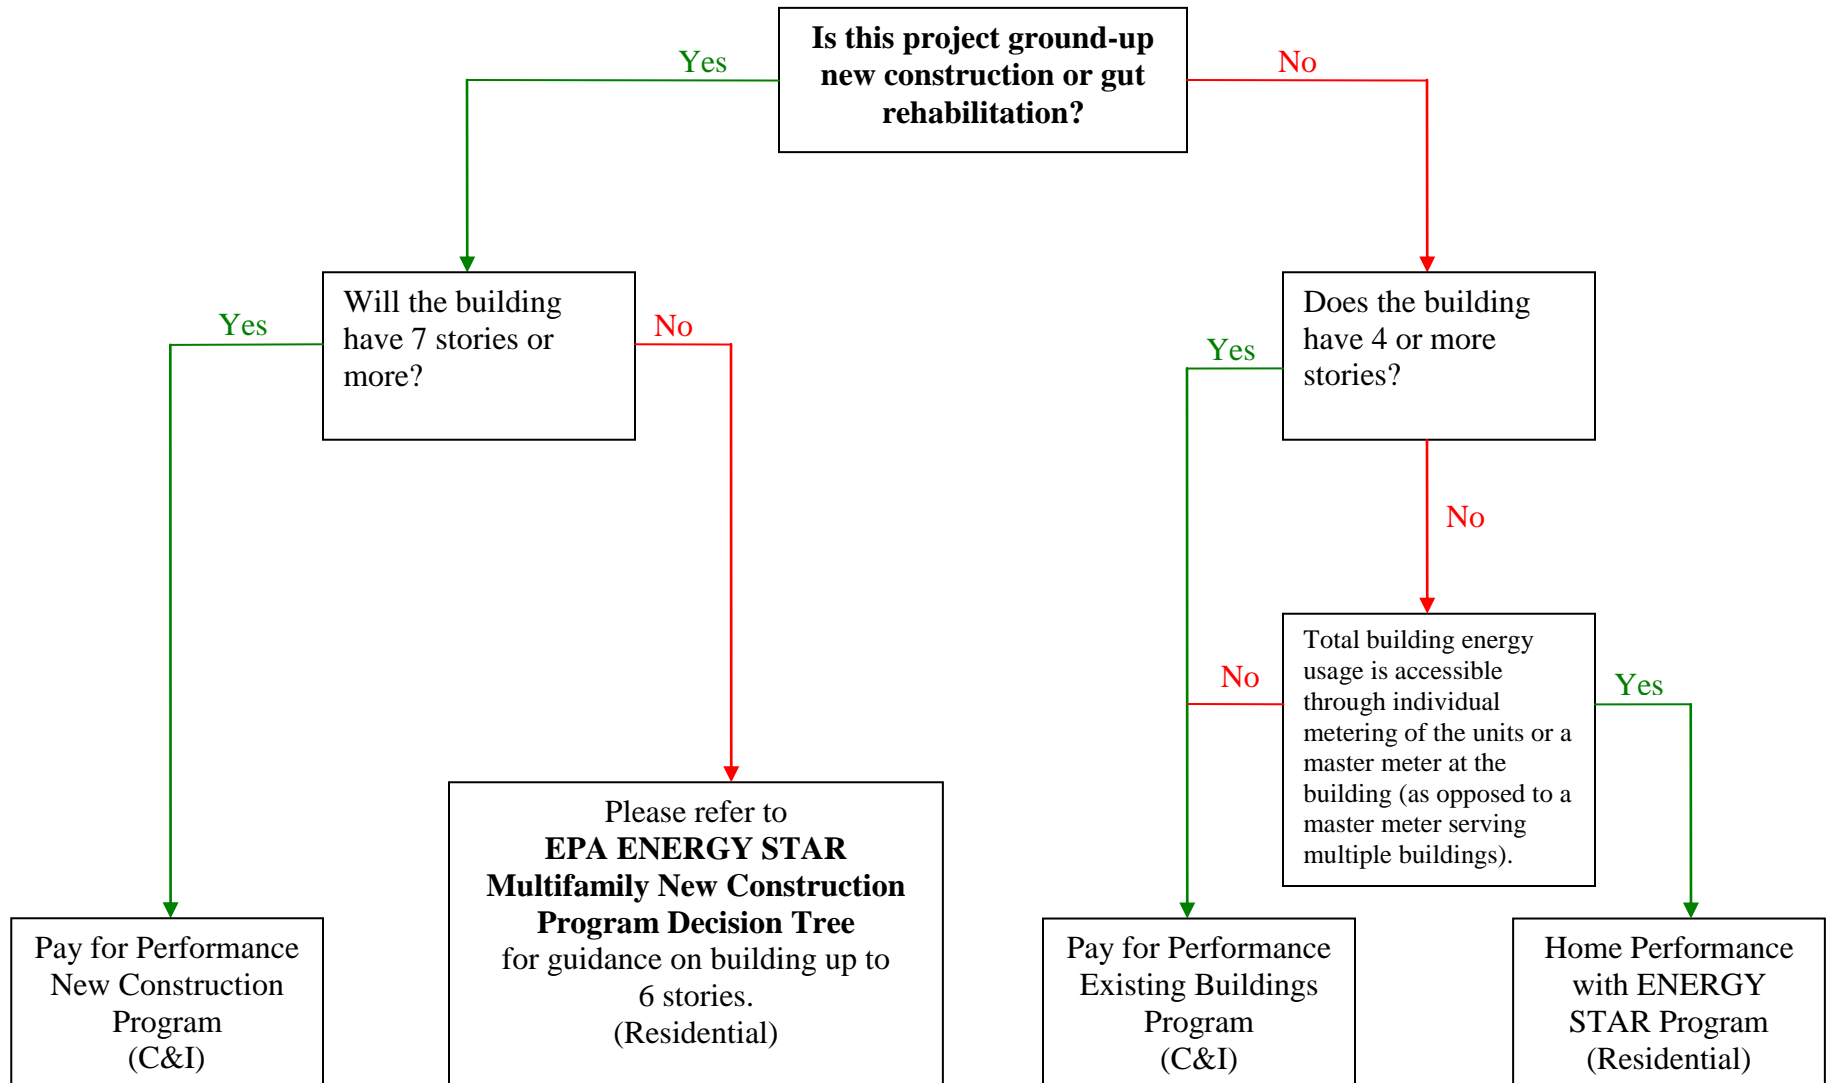 Is this project ground-up
new construction or gut
rehabilitation?
Yes
No
Will the building
have 7 stories or
more?
Yes
No
Does the building
have 4 or more
stories?
Yes
No
Total building energy
usage is accessible
through individual
metering of the units or a
master meter at the
building (as opposed to a
master meter serving
multiple buildings).
No
Yes
Please refer to
EPA ENERGY STAR
Multifamily New Construction
Program Decision Tree
for guidance on building up to
6 stories.
(Residential)
Pay for Performance
New Construction
Program
(C&I)
Pay for Performance
Existing Buildings
Program
(C&I)
Home Performance
with ENERGY
STAR Program
(Residential)